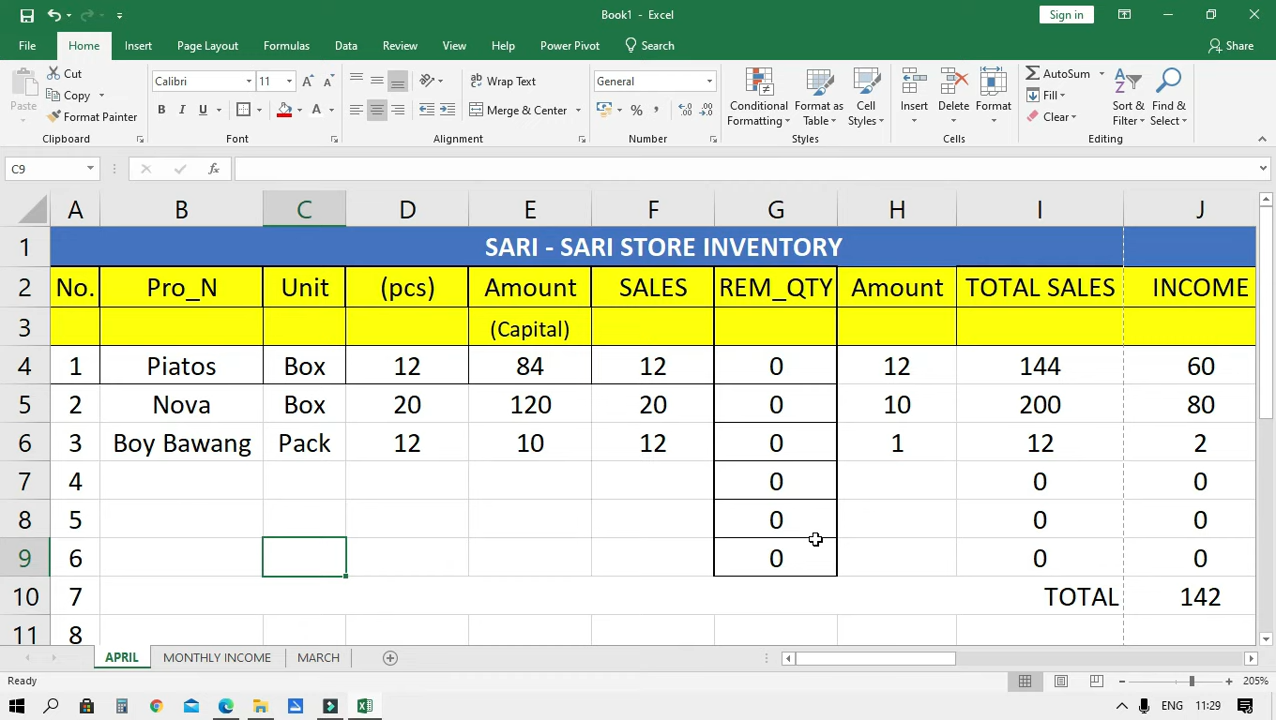 Book1 - Excel
Sign in
File Home Insert Page Layout Formulas Data Review View Help Power Pivot Search Share
Paste
Cut
Copy
Format Painter
Clipboard
Calibri 11
B I U
Font
Wrap Text
Merge & Center
Alignment
General
Number
Conditional Formatting
Format as Table
Cell Styles
Styles
Insert
Delete
Format
Cells
AutoSum
Fill
Clear
Sort & Filter
Find & Select
Editing
C9 fx
A B C D E F G H I J
1 SARI - SARI STORE INVENTORY
2 No. Pro_N Unit (pcs) Amount SALES REM_QTY Amount TOTAL SALES INCOME
3 (Capital)
4 1 Piatos Box 12 84 12 0 12 144 60
5 2 Nova Box 20 120 20 0 10 200 80
6 3 Boy Bawang Pack 12 10 12 0 1 12 2
7 4 0 0 0
8 5 0 0 0
9 6 0 0 0
10 7 TOTAL 142
11 8
APRIL MONTHLY INCOME MARCH
Ready 205%
ENG 11:29